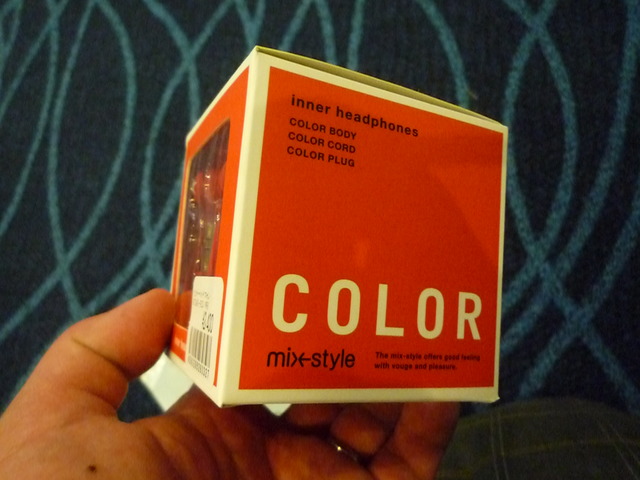 inner headphones
COLOR BODY
COLOR CORD
COLOR PLUG
COLOR
mix-style
The mix-style offers good feeling
with vouge and pleasure.